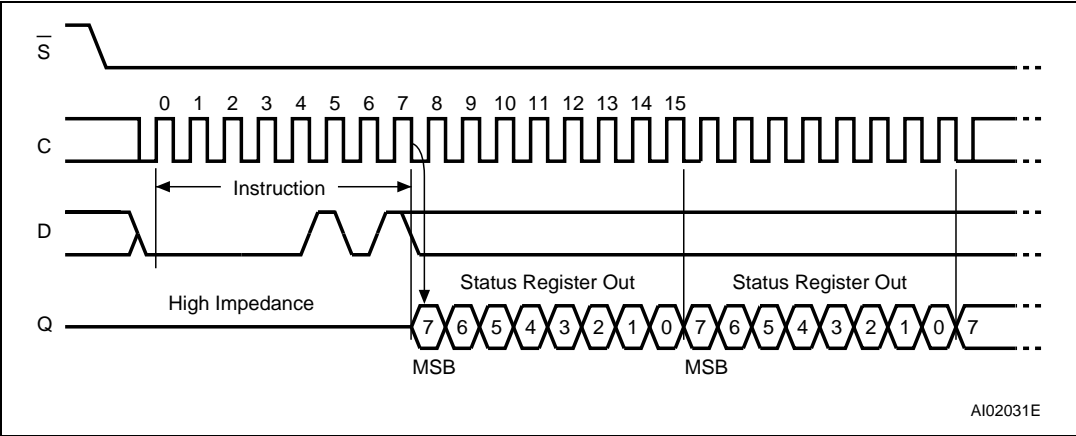 S
0 1 2 3 4 5 6 7 8 9 10 11 12 13 14 15
C
Instruction
D
Status Register Out Status Register Out
High Impedance
Q 7 6 5 4 3 2 1 0 7 6 5 4 3 2 1 0 7
MSB MSB
AI02031E